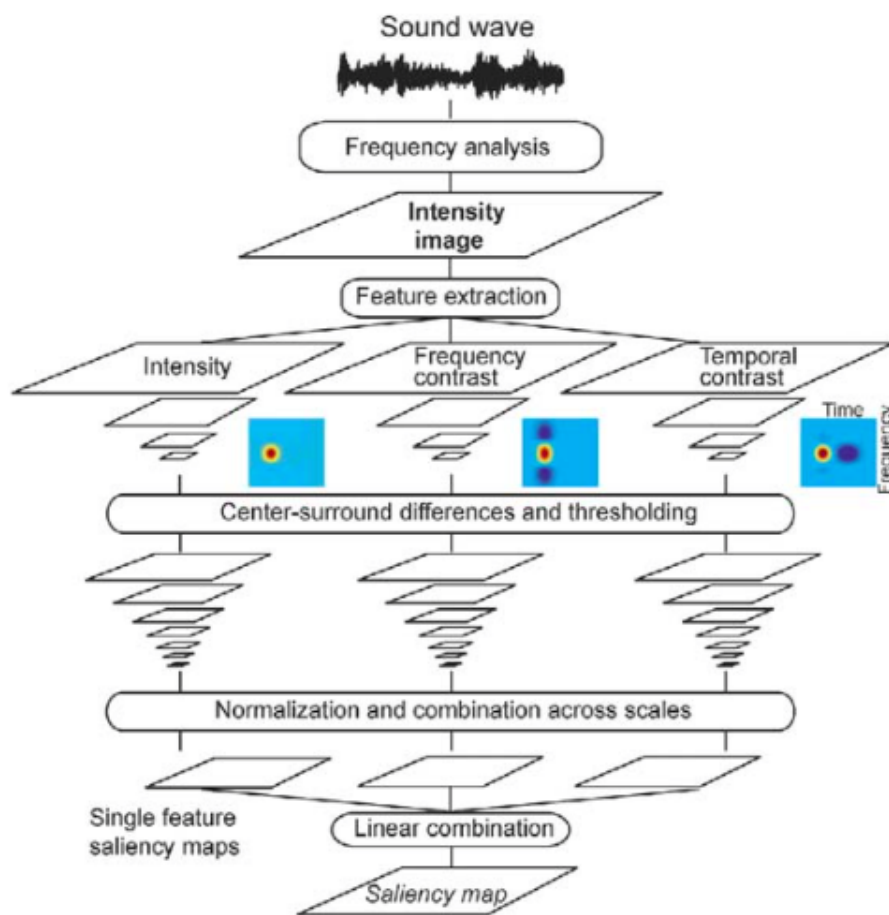 Sound wave
Frequency analysis
Intensity
image
Feature extraction
Intensity
Frequency
contrast
Temporal
contrast
Time
Frequency
Center-surround differences and thresholding
Normalization and combination across scales
Single feature
saliency maps
Linear combination
Saliency map